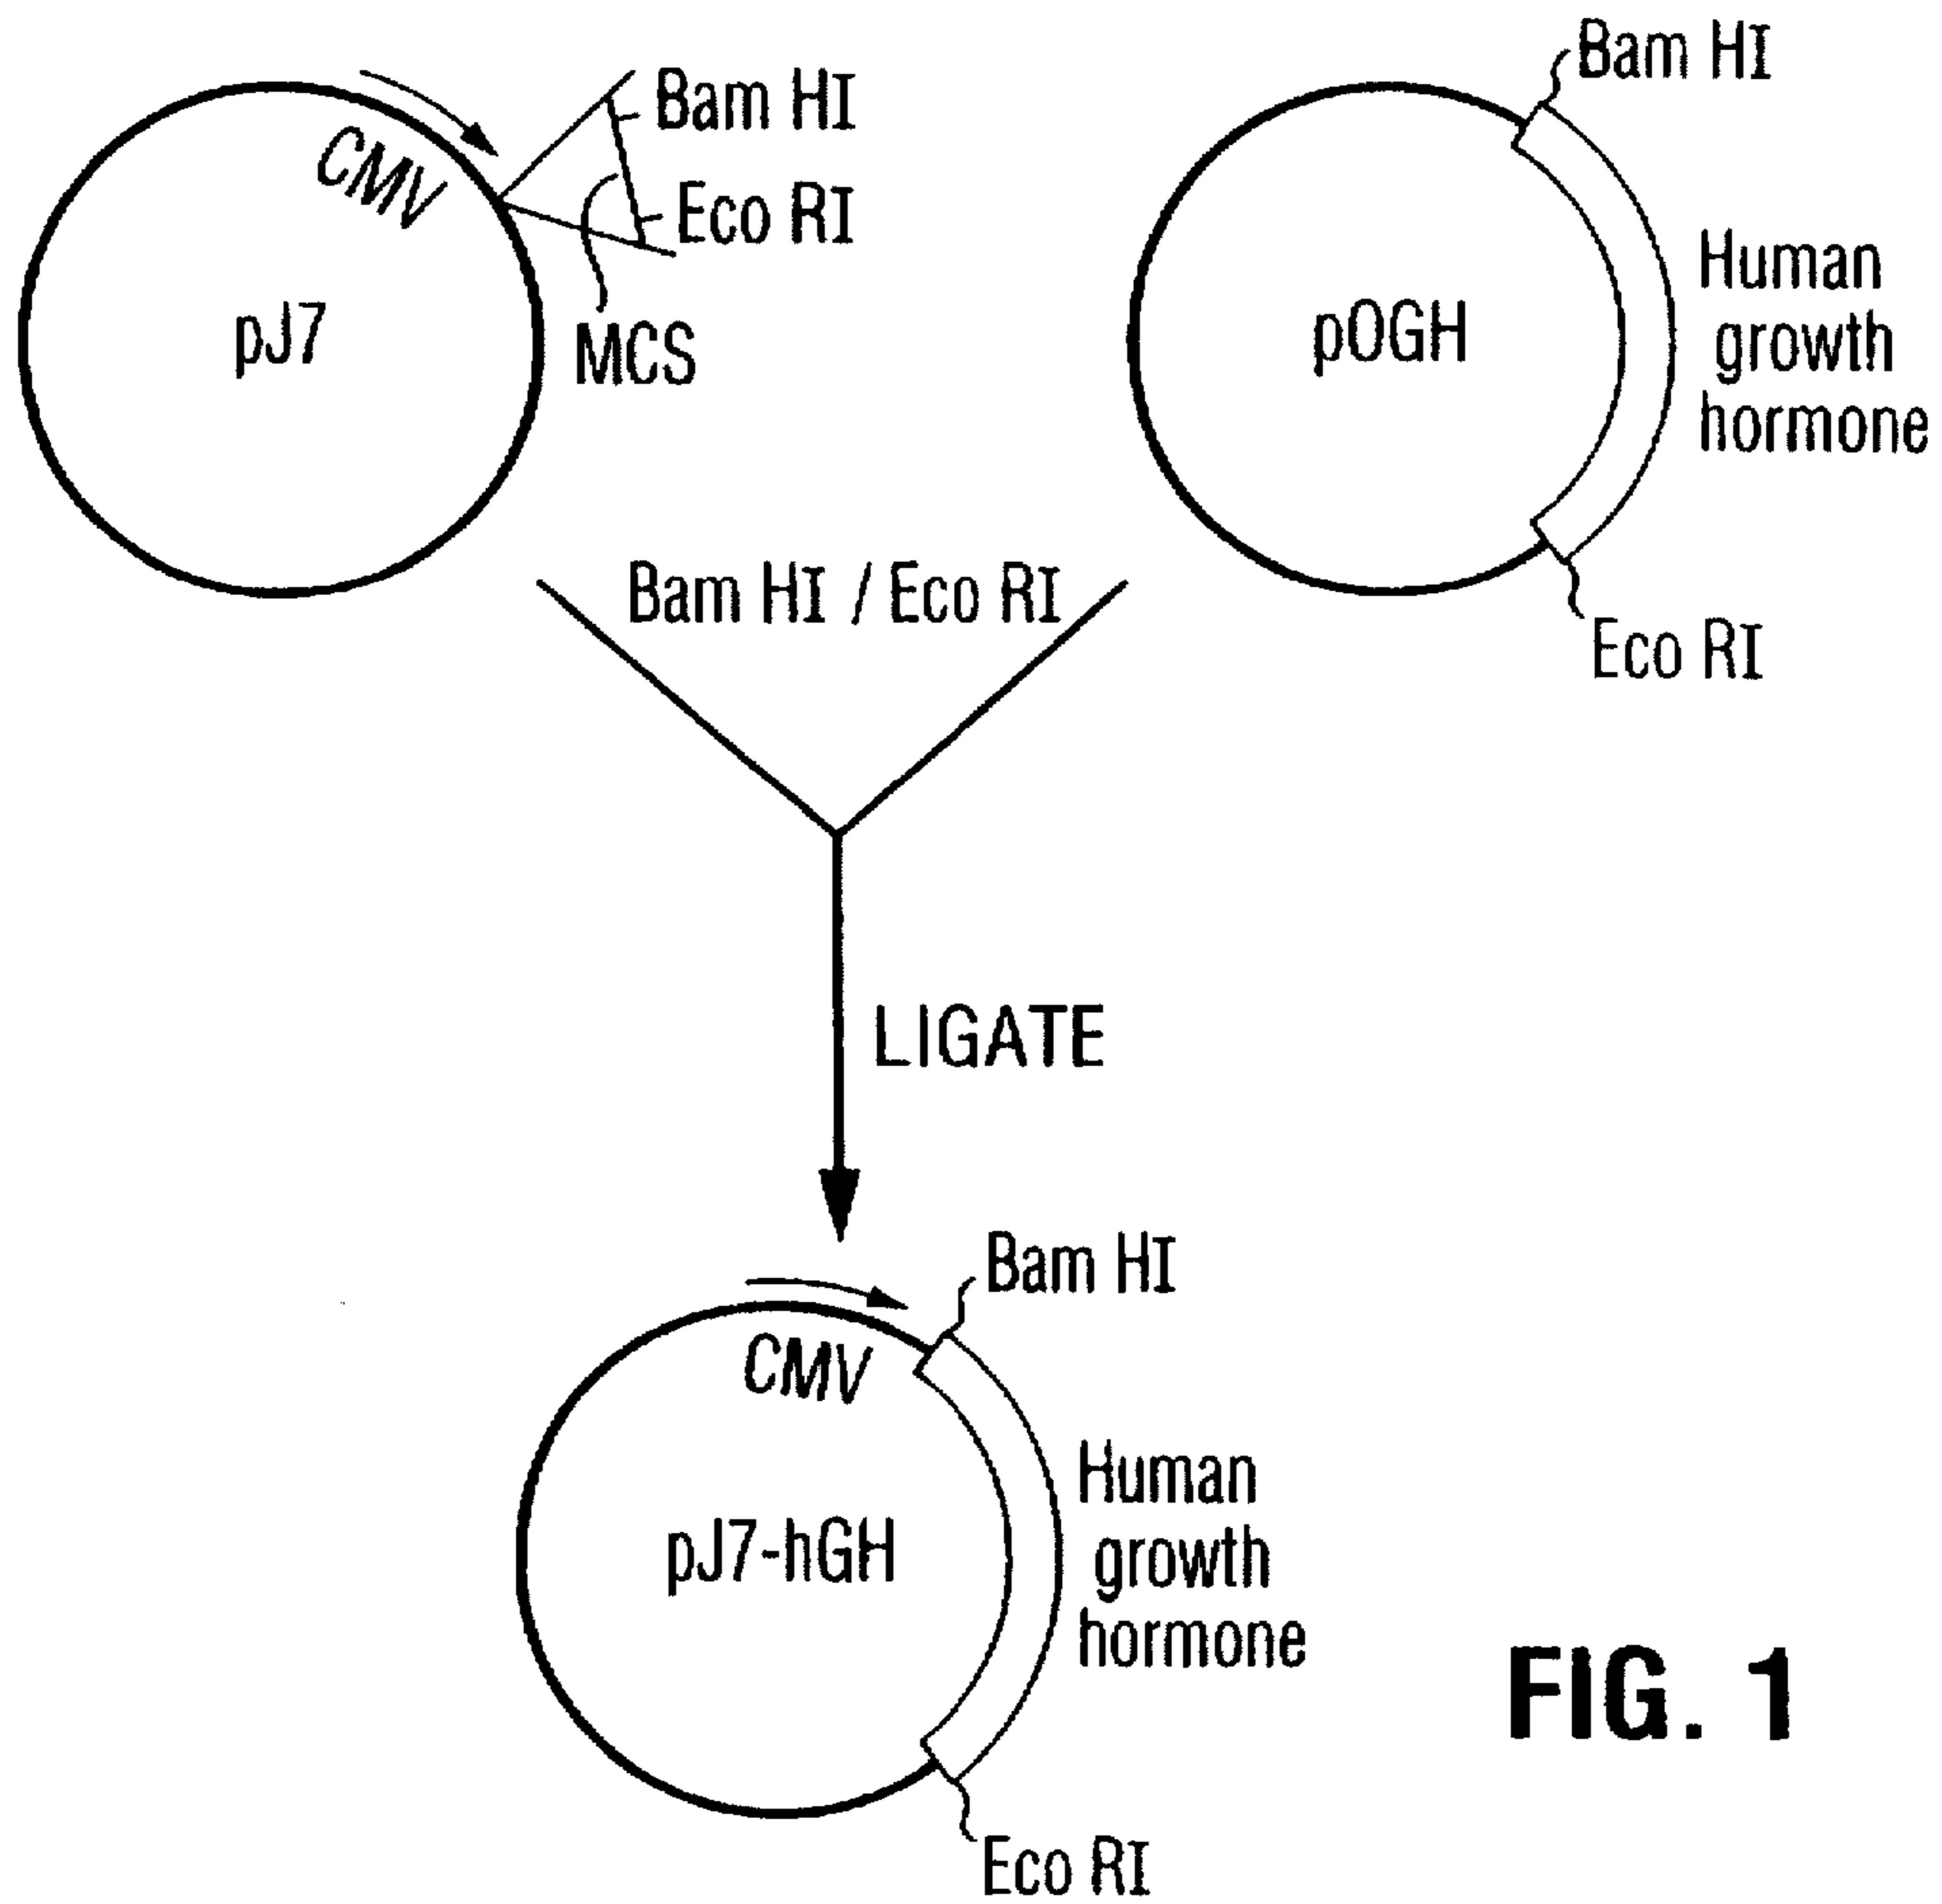 Bam HI
CMV
Eco RI
MCS
pJ7
Bam HI
pOGH
Human
growth
hormone
Eco RI
Bam HI / Eco RI
LIGATE
Bam HI
CMV
pJ7-hGH
Human
growth
hormone
Eco RI
FIG. 1